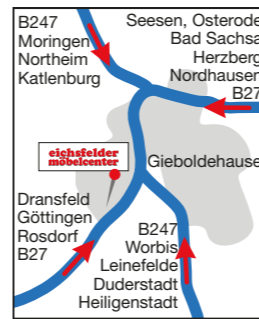 B247
Moringen
Northeim
Katlenburg
Seesen, Osterode
Bad Sachsa
Herzberg
Nordhausen
B27
eichsfelder
möbelcenter
Gieboldehause
Dransfeld
Göttingen
Rosdorf
B27
B247
Worbis
Leinefelde
Duderstadt
Heiligenstadt